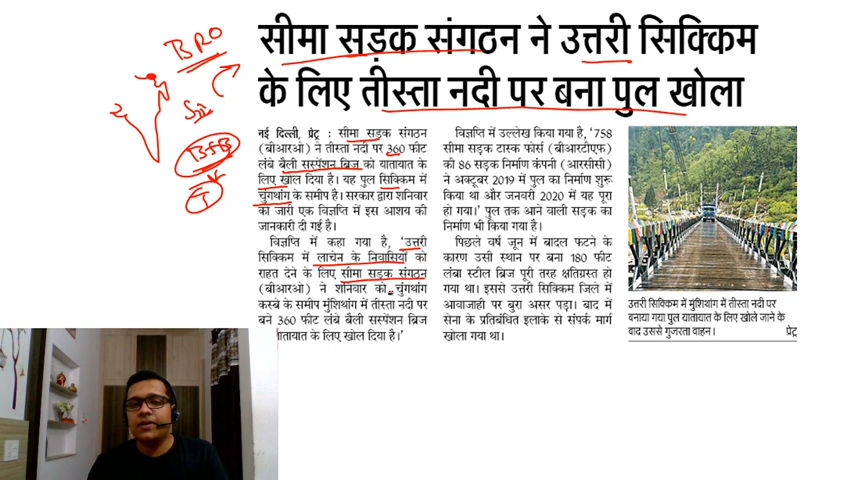 BRO
सीमा सड़क संगठन ने उत्तरी सिक्किम
के लिए तीस्ता नदी पर बना पुल खोला
नई दिल्ली, प्रेट्र : सीमा सड़क संगठन
(बीआरओ) ने तीस्ता नदी पर 360 फीट
लंबे बैली सस्पेंशन ब्रिज को यातायात के
लिए खोल दिया है। यह पुल सिक्किम में
चुंगथांग के समीप है। सरकार द्वारा शनिवार
को जारी एक विज्ञप्ति में इस आशय की
जानकारी दी गई है।
विज्ञप्ति में कहा गया है, ‘उत्तरी
सिक्किम में लाचेन के निवासियों को
राहत देने के लिए सीमा सड़क संगठन
(बीआरओ) ने शनिवार को चुंगथांग
कस्बे के समीप मुंशिथांग में तीस्ता नदी पर
बने 360 फीट लंबे बैली सस्पेंशन ब्रिज
यातायात के लिए खोल दिया है।’
विज्ञप्ति में उल्लेख किया गया है, ‘758
सीमा सड़क टास्क फोर्स (बीआरटीएफ)
की 86 सड़क निर्माण कंपनी (आरसीसी)
ने अक्टूबर 2019 में पुल का निर्माण शुरू
किया था और जनवरी 2020 में यह पूरा
हो गया।’ पुल तक आने वाली सड़क का
निर्माण भी किया गया है।
पिछले वर्ष जून में बादल फटने के
कारण उसी स्थान पर बना 180 फीट
लंबा स्टील ब्रिज पूरी तरह क्षतिग्रस्त हो
गया था। इससे उत्तरी सिक्किम जिले में
आवाजाही पर बुरा असर पड़ा। बाद में
सेना के प्रतिबंधित इलाके से संपर्क मार्ग
खोला गया था।
उत्तरी सिक्किम में मुंशिथांग में तीस्ता नदी पर
बनाया गया पुल यातायात के लिए खोले जाने के
बाद उससे गुजरता वाहन। प्रेट्र